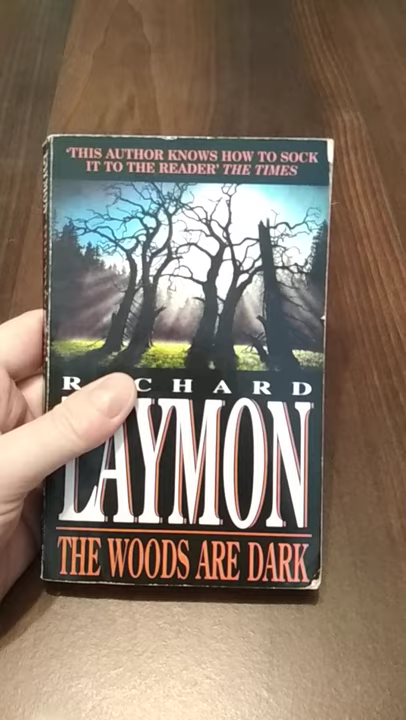 'THIS AUTHOR KNOWS HOW TO SOCK
IT TO THE READER' THE TIMES
RICHARD
LAYMON
THE WOODS ARE DARK